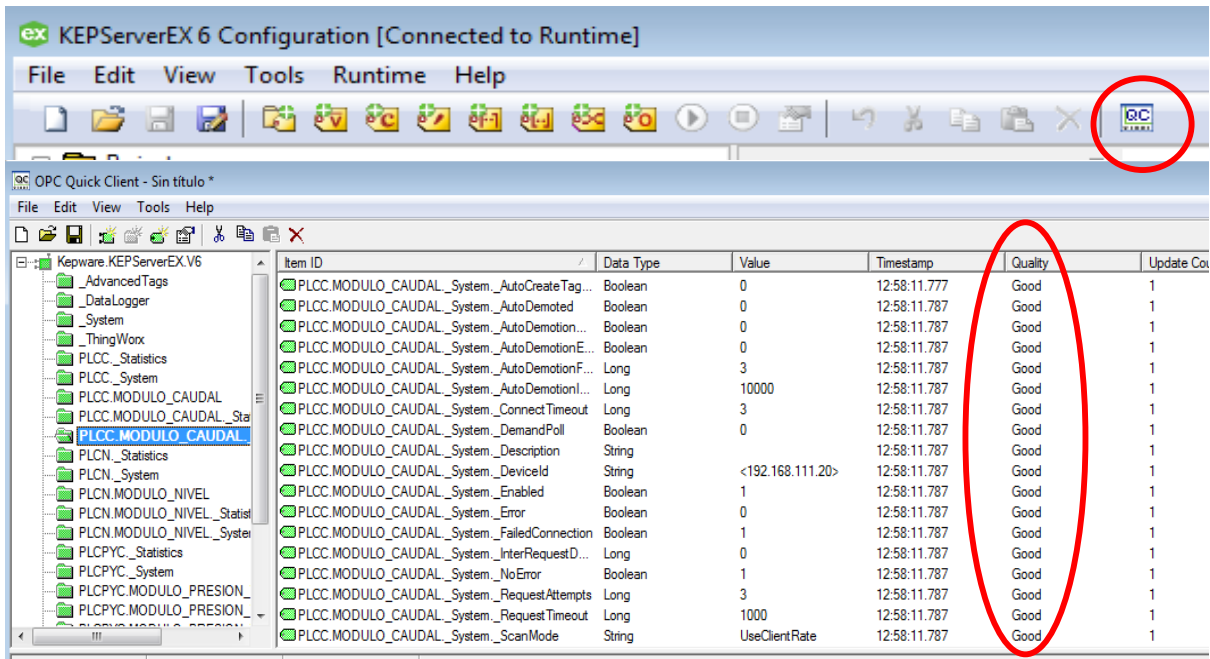 KEPServerEX 6 Configuration [Connected to Runtime]
File Edit View Tools Runtime Help
QC
OPC Quick Client - Sin título *
File Edit View Tools Help
Kepware.KEPServerEX.V6
_AdvancedTags
_DataLogger
_System
_ThingWorx
PLCC._Statistics
PLCC._System
PLCC.MODULO_CAUDAL
PLCC.MODULO_CAUDAL._Sta
PLCC.MODULO_CAUDAL._
PLCN._Statistics
PLCN._System
PLCN.MODULO_NIVEL
PLCN.MODULO_NIVEL._Statist
PLCN.MODULO_NIVEL._System
PLCPYC._Statistics
PLCPYC._System
PLCPYC.MODULO_PRESION_
PLCPYC.MODULO_PRESION_
Item ID Data Type Value Timestamp Quality Update Cou
PLCC.MODULO_CAUDAL._System._AutoCreateTag... Boolean 0 12:58:11.777 Good 1
PLCC.MODULO_CAUDAL._System._AutoDemoted Boolean 0 12:58:11.787 Good 1
PLCC.MODULO_CAUDAL._System._AutoDemotion... Boolean 0 12:58:11.787 Good 1
PLCC.MODULO_CAUDAL._System._AutoDemotionE... Boolean 0 12:58:11.787 Good 1
PLCC.MODULO_CAUDAL._System._AutoDemotionF... Long 3 12:58:11.787 Good 1
PLCC.MODULO_CAUDAL._System._AutoDemotionI... Long 10000 12:58:11.787 Good 1
PLCC.MODULO_CAUDAL._System._ConnectTimeout Long 3 12:58:11.787 Good 1
PLCC.MODULO_CAUDAL._System._DemandPoll Boolean 0 12:58:11.787 Good 1
PLCC.MODULO_CAUDAL._System._Description String 12:58:11.787 Good 1
PLCC.MODULO_CAUDAL._System._DeviceId String <192.168.111.20> 12:58:11.787 Good 1
PLCC.MODULO_CAUDAL._System._Enabled Boolean 1 12:58:11.787 Good 1
PLCC.MODULO_CAUDAL._System._Error Boolean 0 12:58:11.787 Good 1
PLCC.MODULO_CAUDAL._System._FailedConnection Boolean 1 12:58:11.787 Good 1
PLCC.MODULO_CAUDAL._System._InterRequestD... Long 0 12:58:11.787 Good 1
PLCC.MODULO_CAUDAL._System._NoError Boolean 1 12:58:11.787 Good 1
PLCC.MODULO_CAUDAL._System._RequestAttempts Long 3 12:58:11.787 Good 1
PLCC.MODULO_CAUDAL._System._RequestTimeout Long 1000 12:58:11.787 Good 1
PLCC.MODULO_CAUDAL._System._ScanMode String UseClientRate 12:58:11.787 Good 1